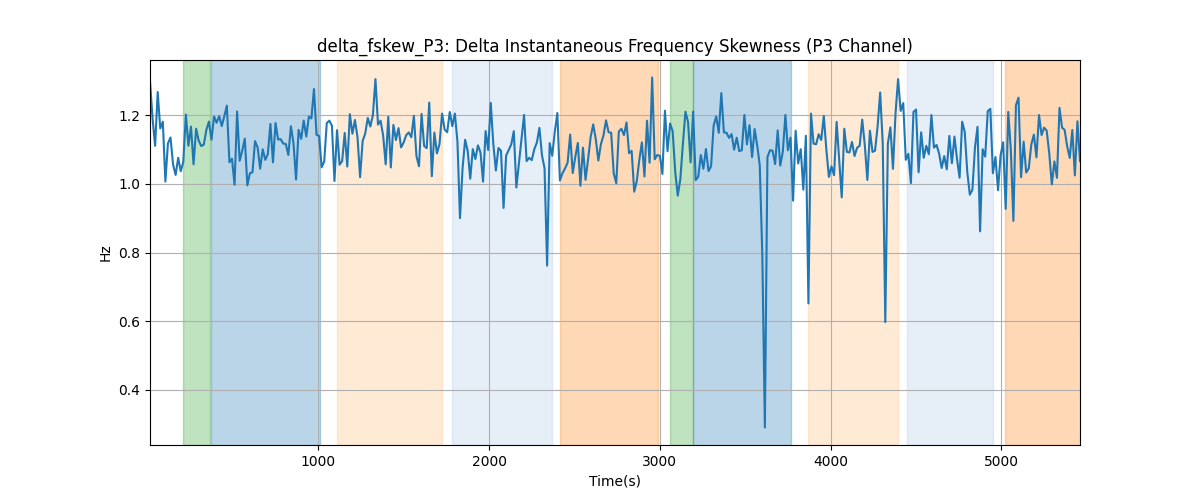 delta_fskew_P3: Delta Instantaneous Frequency Skewness (P3 Channel)
1.2
1.0
0.8
0.6
0.4
Hz
1000 2000 3000 4000 5000
Time(s)